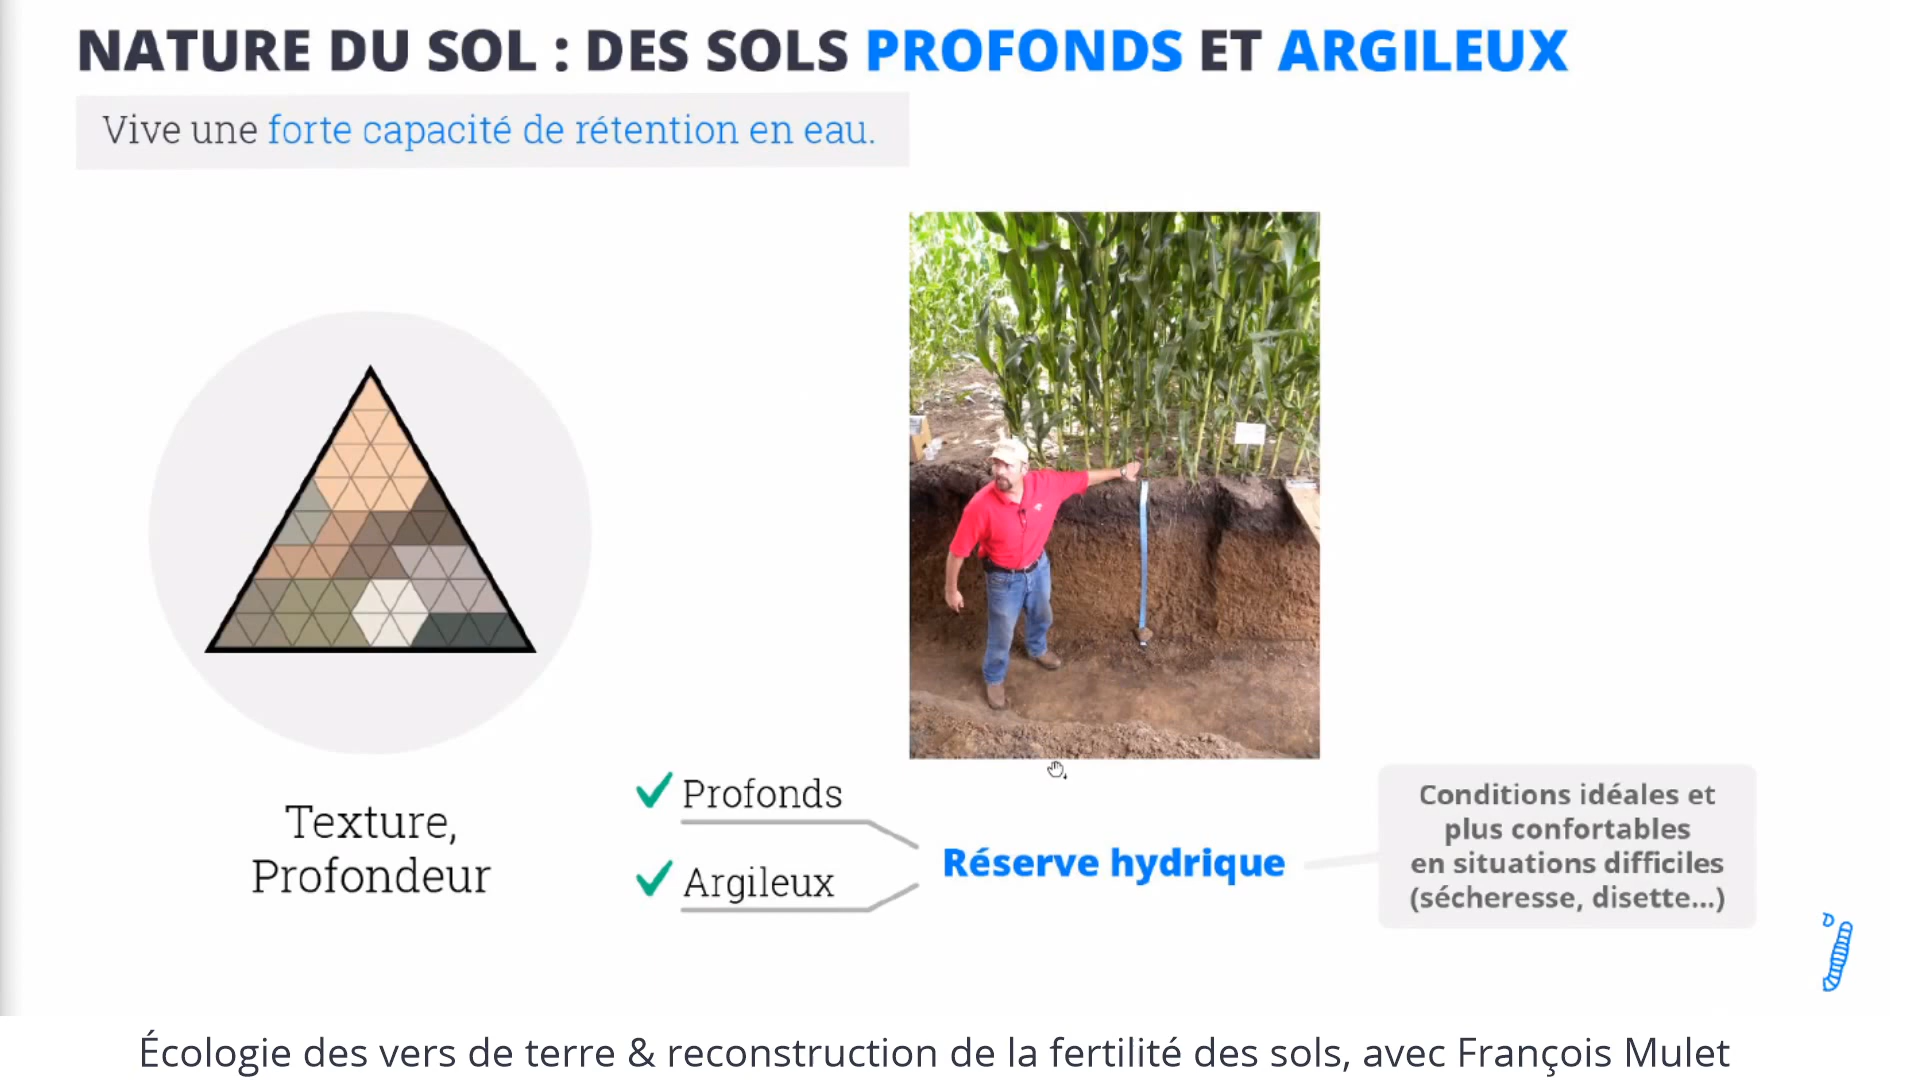 NATURE DU SOL : DES SOLS PROFONDS ET ARGILEUX
Vive une forte capacité de rétention en eau.
Texture,
Profondeur
Profonds
Argileux
Réserve hydrique
Conditions idéales et
plus confortables
en situations difficiles
(sécheresse, disette...)
Écologie des vers de terre & reconstruction de la fertilité des sols, avec François Mulet